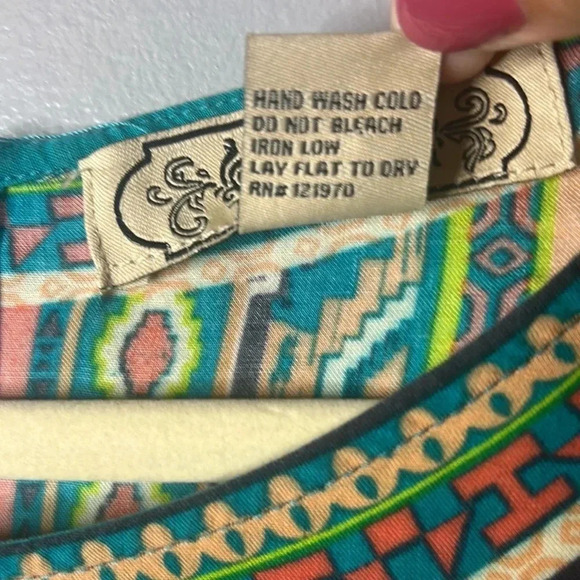 HAND WASH COLD
DO NOT BLEACH
IRON LOW
LAY FLAT TO DRY
RN# 121970